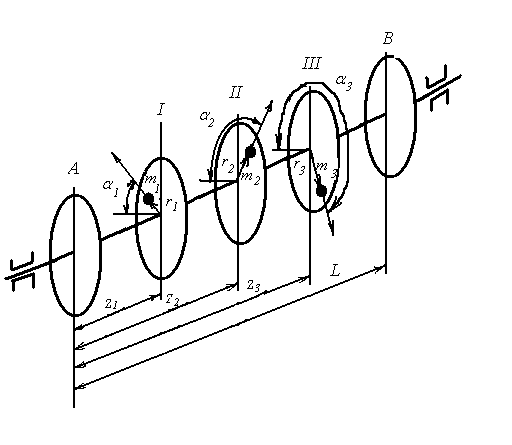 B
III
α3
II
I
α2
A
α1
m1
r1
r2
m2
r3
m3
L
z3
z2
z1